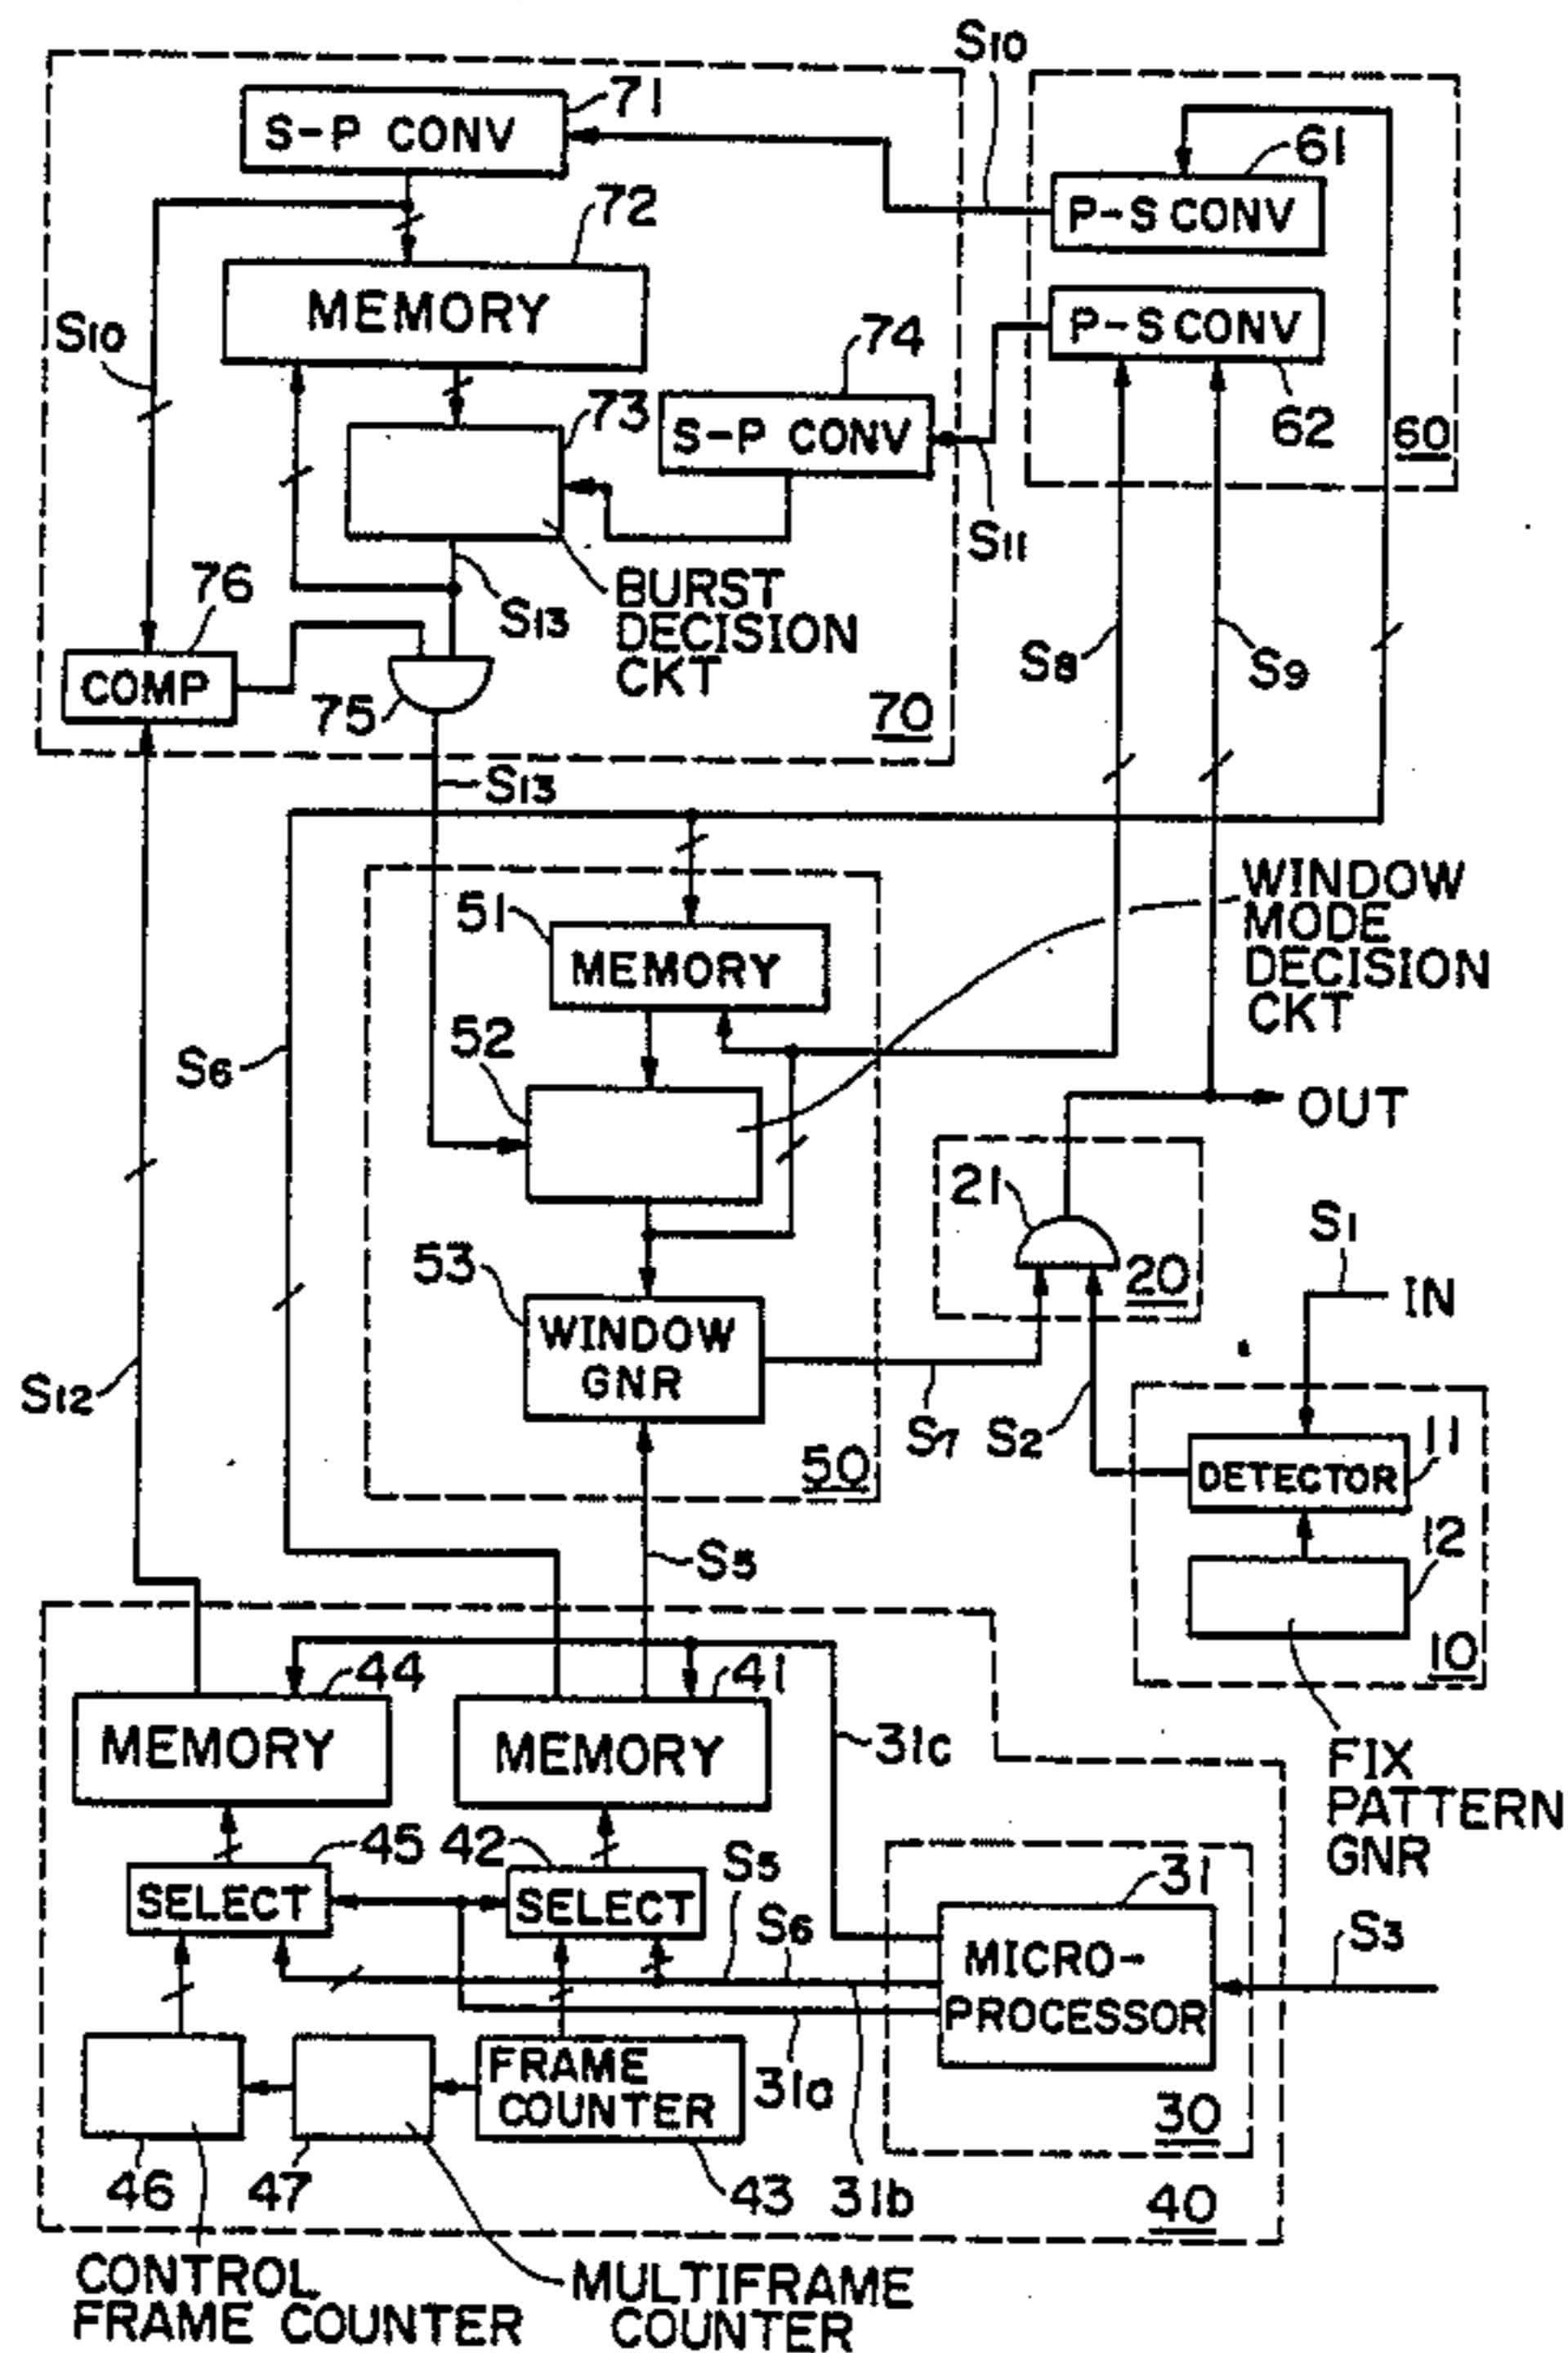 S10
71
S-P CONV
61
P-S CONV
72
MEMORY
S10
74
P-S CONV
62
60
73
S-P CONV
S11
BURST
DECISION
CKT
S13
76
COMP
75
70
S8
S9
S13
51
MEMORY
WINDOW
MODE
DECISION
CKT
52
S6
OUT
21
20
S1
IN
53
WINDOW
GNR
S12
S7
S2
50
11
DETECTOR
12
S5
10
44
41
MEMORY
MEMORY
31c
FIX
PATTERN
GNR
45
42
S5
31
SELECT
SELECT
S6
MICRO-
PROCESSOR
S3
FRAME
COUNTER
31a
30
46
47
43
31b
40
CONTROL
FRAME COUNTER
MULTIFRAME
COUNTER